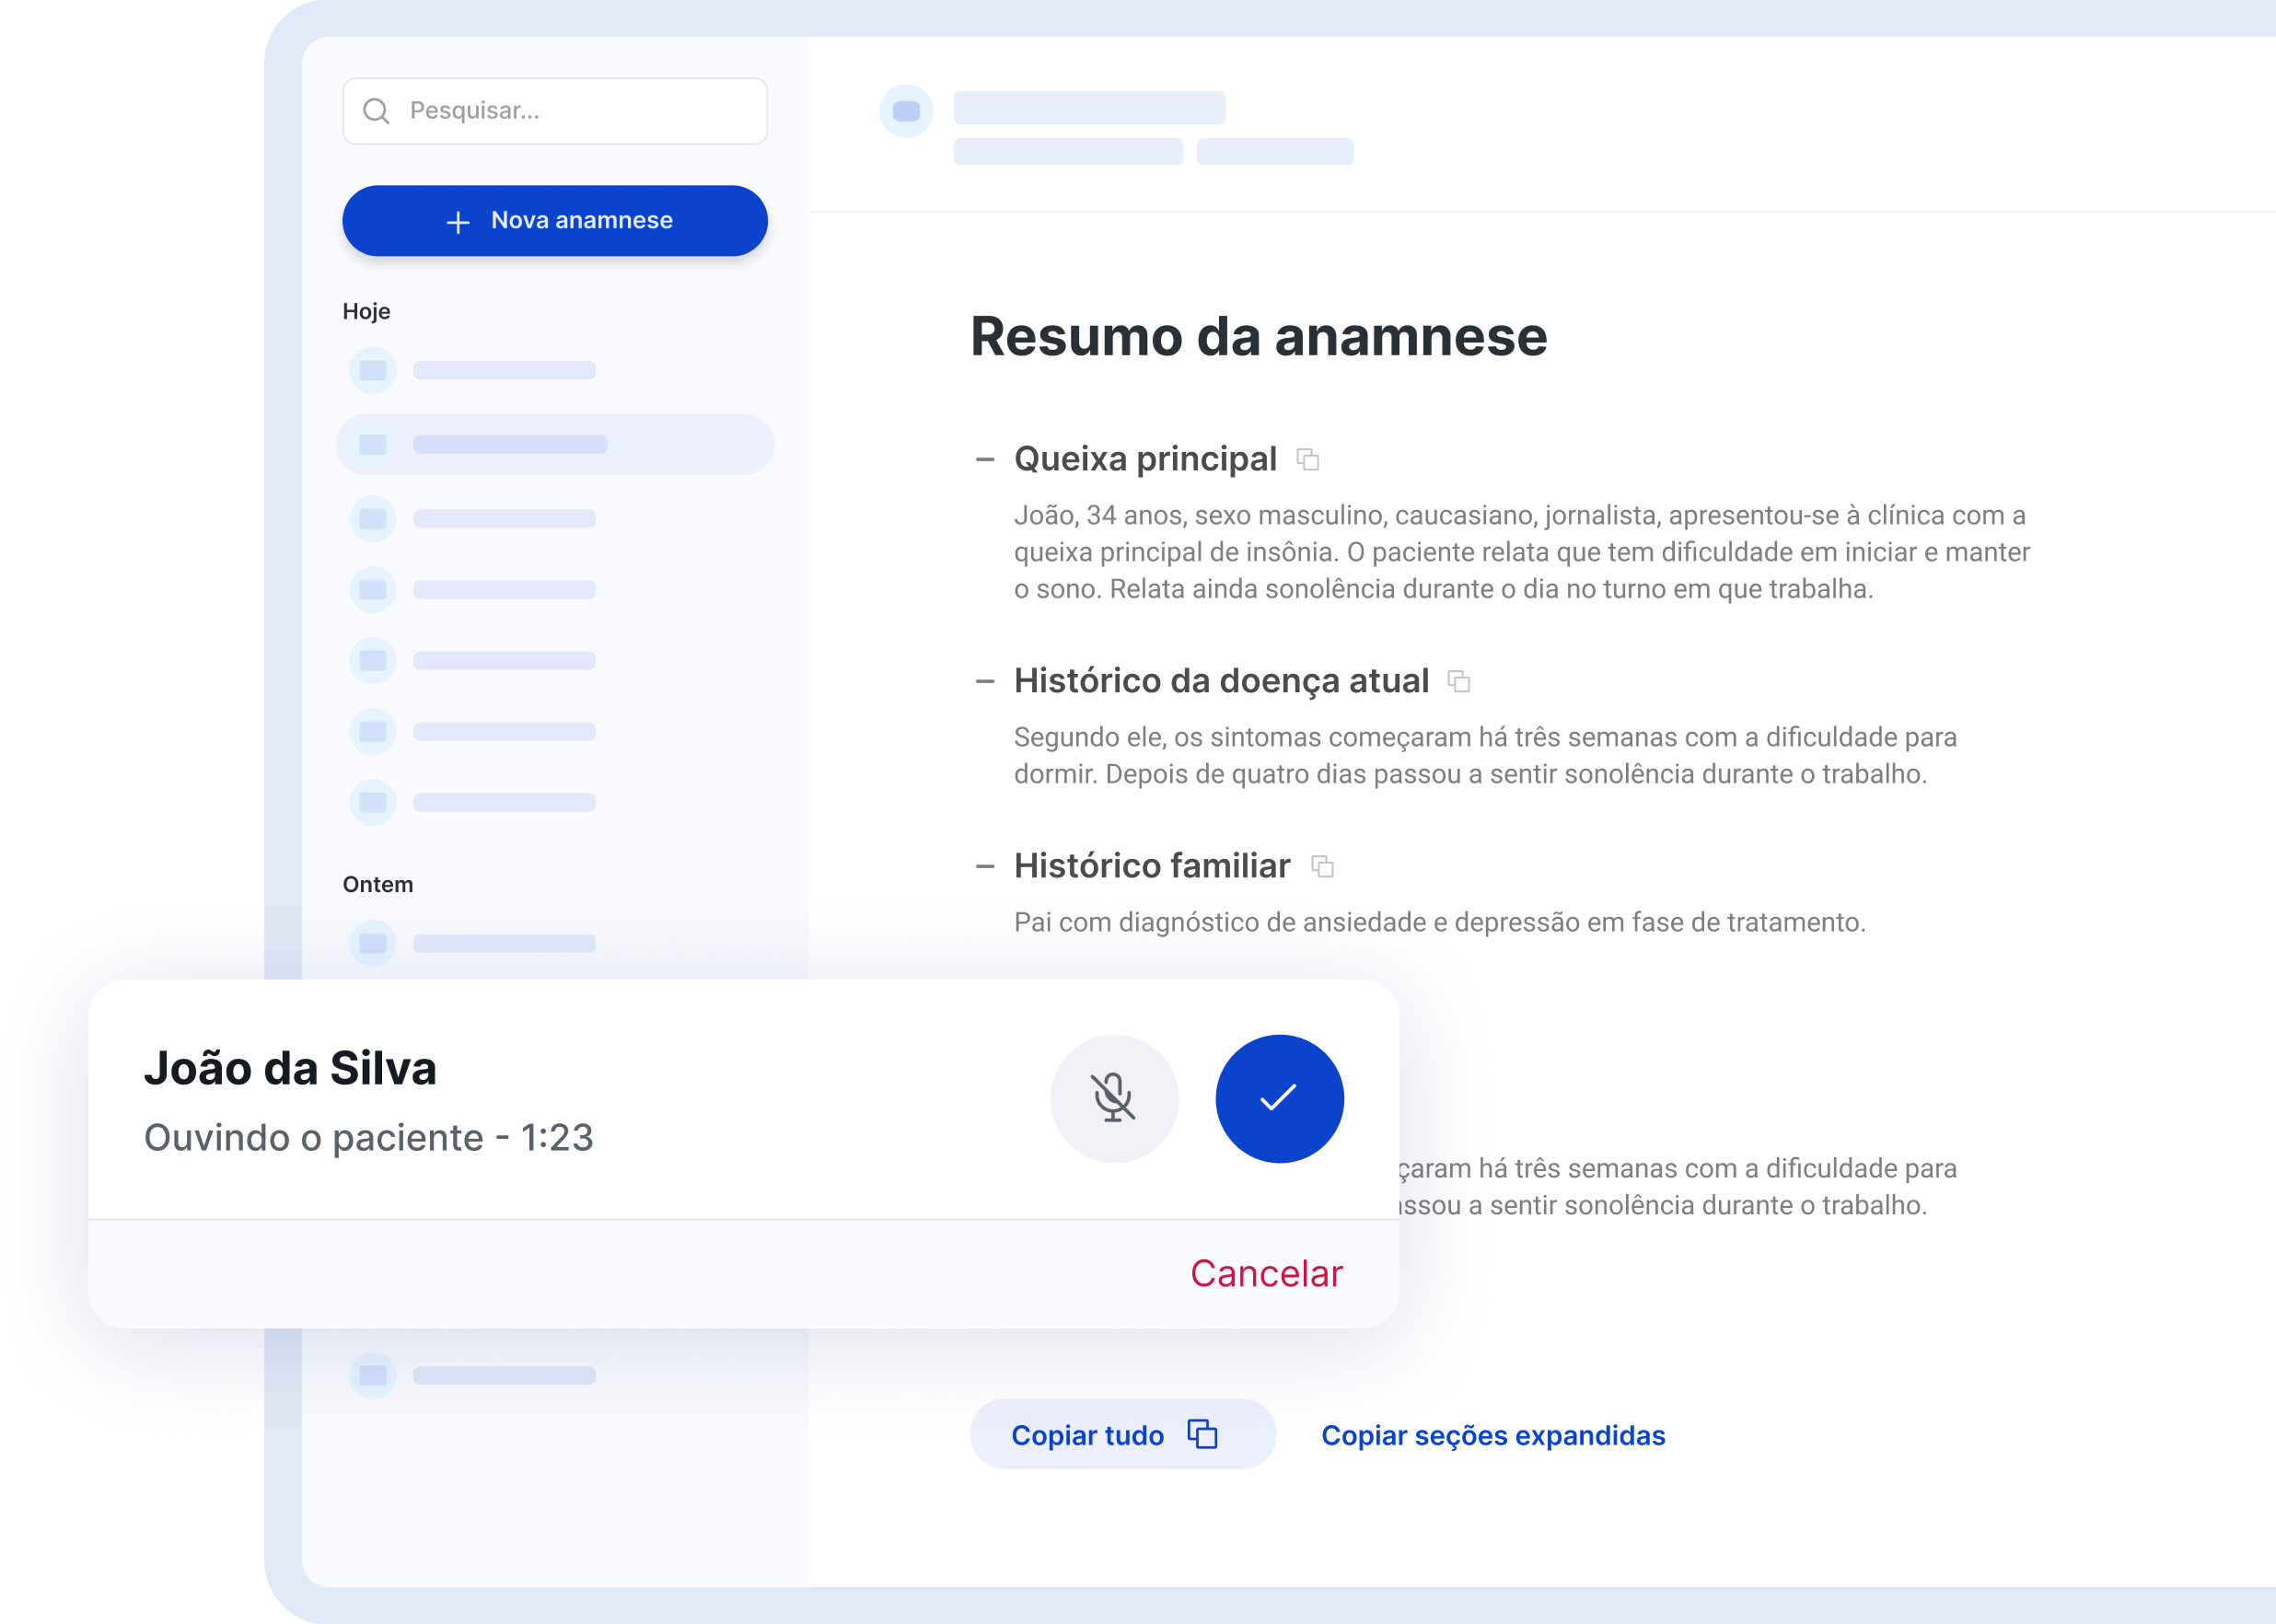 Pesquisar...
Nova anamnese
Hoje
Ontem
Resumo da anamnese
Queixa principal
João, 34 anos, sexo masculino, caucasiano, jornalista, apresentou-se à clínica com a
queixa principal de insônia. O paciente relata que tem dificuldade em iniciar e manter
o sono. Relata ainda sonolência durante o dia no turno em que trabalha.
Histórico da doença atual
Segundo ele, os sintomas começaram há três semanas com a dificuldade para
dormir. Depois de quatro dias passou a sentir sonolência durante o trabalho.
Histórico familiar
Pai com diagnóstico de ansiedade e depressão em fase de tratamento.
João da Silva
Ouvindo o paciente - 1:23
há três semanas com a dificuldade para
a sentir sonolência durante o trabalho.
Cancelar
Copiar tudo
Copiar seções expandidas